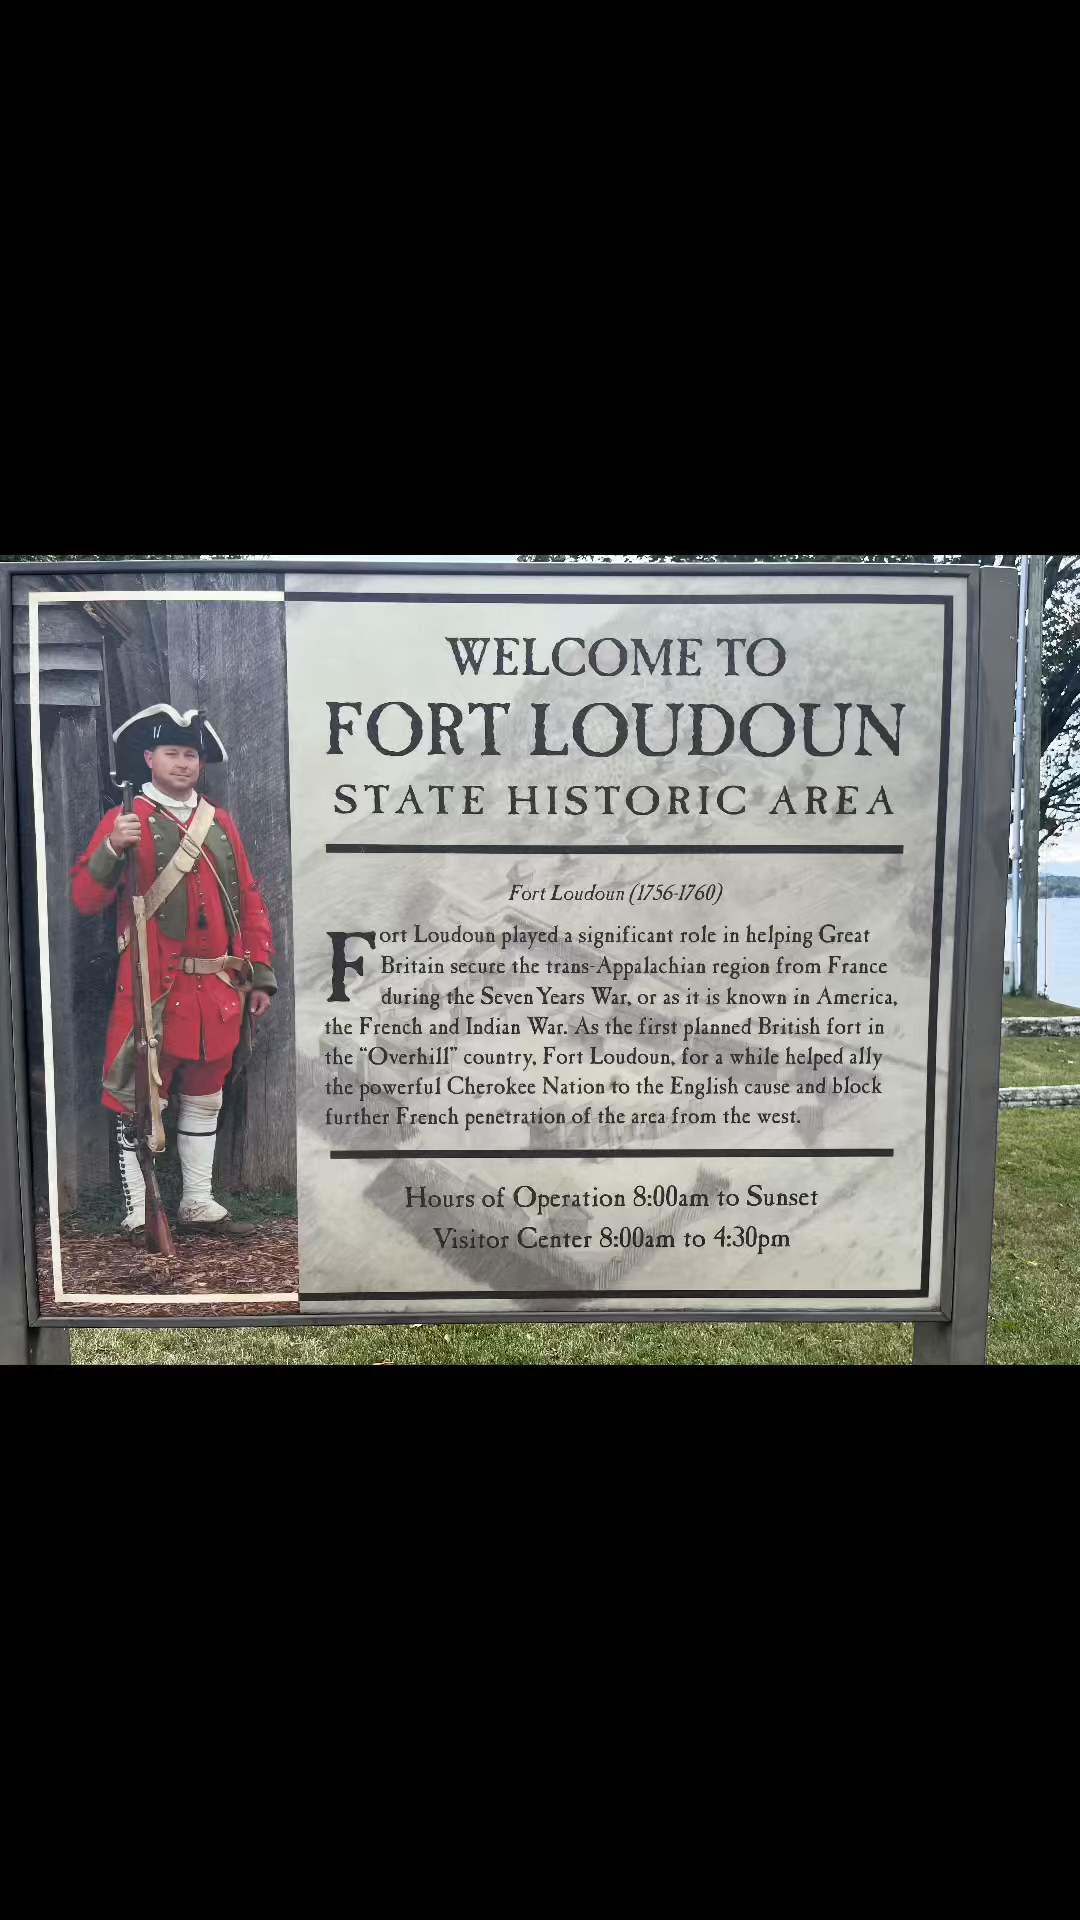 WELCOME TO
FORT LOUDOUN
STATE HISTORIC AREA
Fort Loudoun (1756-1760)
Fort Loudoun played a significant role in helping Great
Britain secure the trans-Appalachian region from France
during the Seven Years War, or as it is known in America,
the French and Indian War. As the first planned British fort in
the “Overhill” country, Fort Loudoun, for a while helped ally
the powerful Cherokee Nation to the English cause and block
further French penetration of the area from the west.
Hours of Operation 8:00am to Sunset
Visitor Center 8:00am to 4:30pm